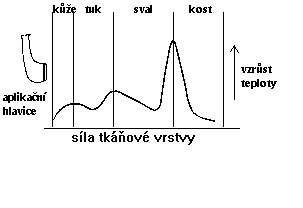 kůže tuk sval kost
aplikační
hlavice
vzrůst
teploty
síla tkáňové vrstvy